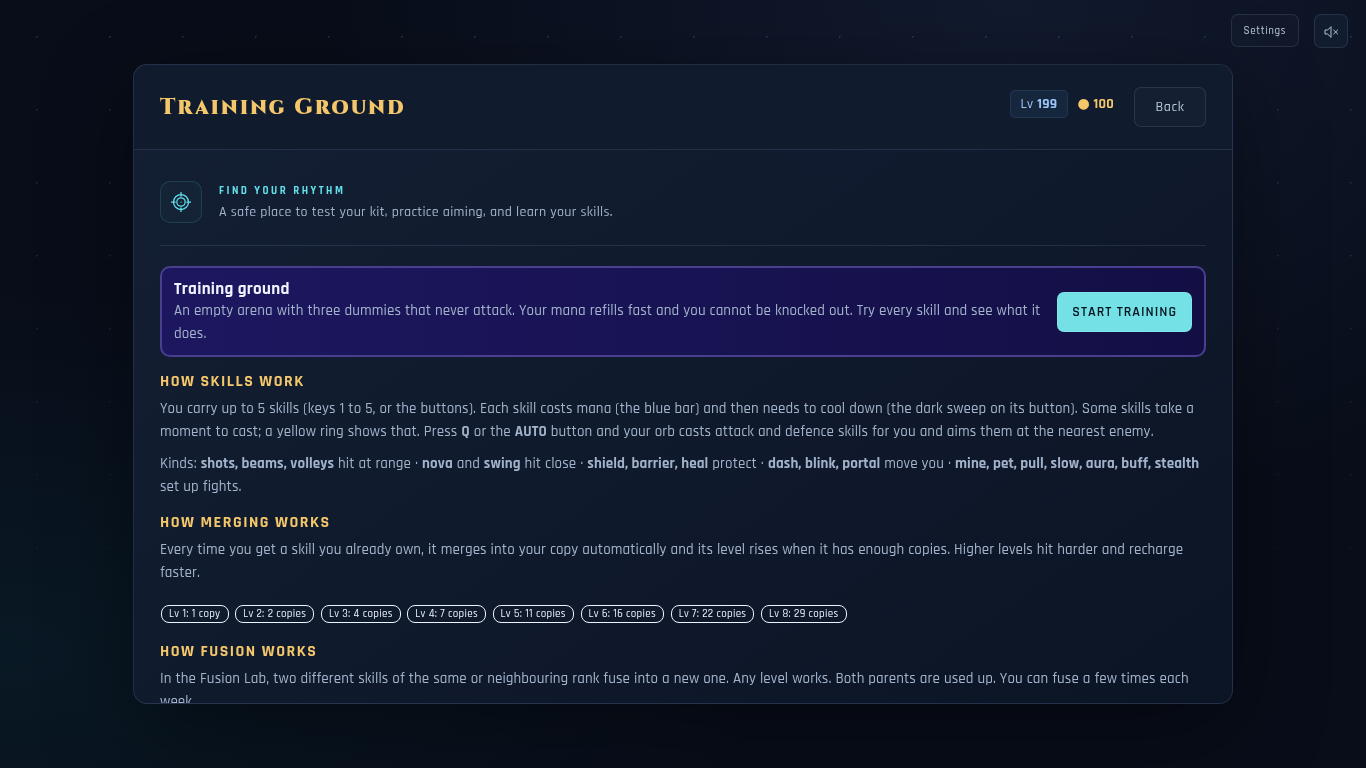 Settings
Training Ground
Lv 199
100
Back
FIND YOUR RHYTHM
A safe place to test your kit, practice aiming, and learn your skills.
Training ground
An empty arena with three dummies that never attack. Your mana refills fast and you cannot be knocked out. Try every skill and see what it
does.
START TRAINING
HOW SKILLS WORK
You carry up to 5 skills (keys 1 to 5, or the buttons). Each skill costs mana (the blue bar) and then needs to cool down (the dark sweep on its button). Some skills take a
moment to cast; a yellow ring shows that. Press Q or the AUTO button and your orb casts attack and defence skills for you and aims them at the nearest enemy.
Kinds: shots, beams, volleys hit at range · nova and swing hit close · shield, barrier, heal protect · dash, blink, portal move you · mine, pet, pull, slow, aura, buff, stealth
set up fights.
HOW MERGING WORKS
Every time you get a skill you already own, it merges into your copy automatically and its level rises when it has enough copies. Higher levels hit harder and recharge
faster.
Lv 1: 1 copy
Lv 2: 2 copies
Lv 3: 4 copies
Lv 4: 7 copies
Lv 5: 11 copies
Lv 6: 16 copies
Lv 7: 22 copies
Lv 8: 29 copies
HOW FUSION WORKS
In the Fusion Lab, two different skills of the same or neighbouring rank fuse into a new one. Any level works. Both parents are used up. You can fuse a few times each
week.